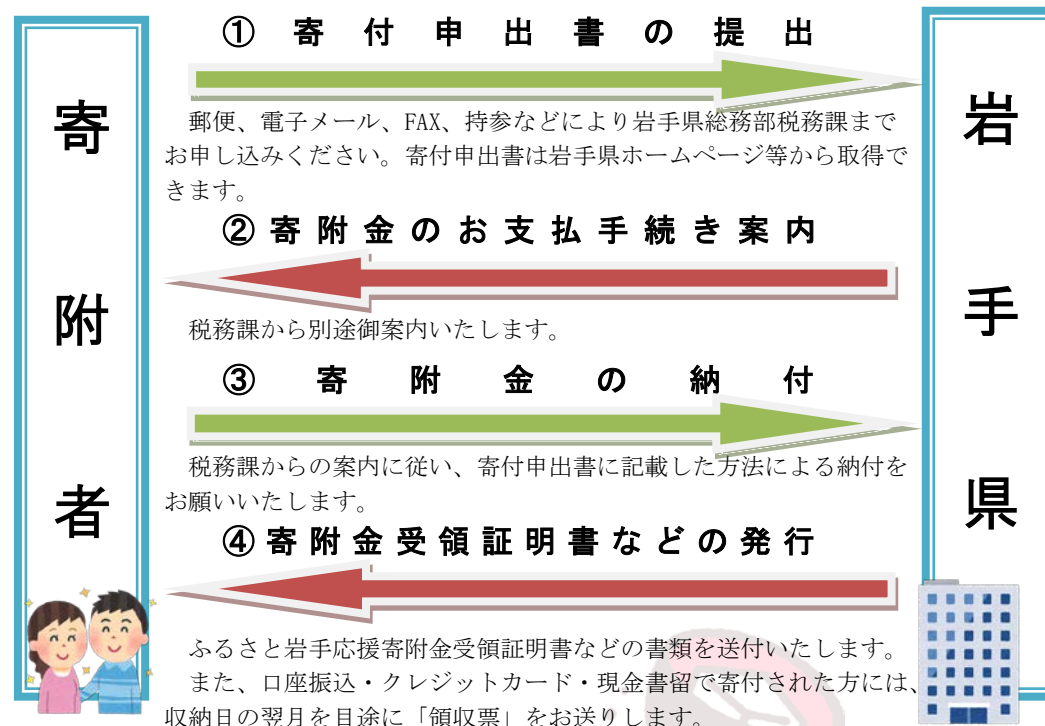 寄附者
岩手県
① 寄付申出書の提出
郵便、電子メール、FAX、持参などにより岩手県総務部税務課まで
お申し込みください。寄付申出書は岩手県ホームページ等から取得で
きます。
②寄附金のお支払手続き案内
税務課から別途御案内いたします。
③ 寄附金の納付
税務課からの案内に従い、寄付申出書に記載した方法による納付を
お願いいたします。
④寄附金受領証明書などの発行
ふるさと岩手応援寄附金受領証明書などの書類を送付いたします。
また、口座振込・クレジットカード・現金書留で寄付された方には、
収納日の翌月を目途に「領収票」をお送りします。